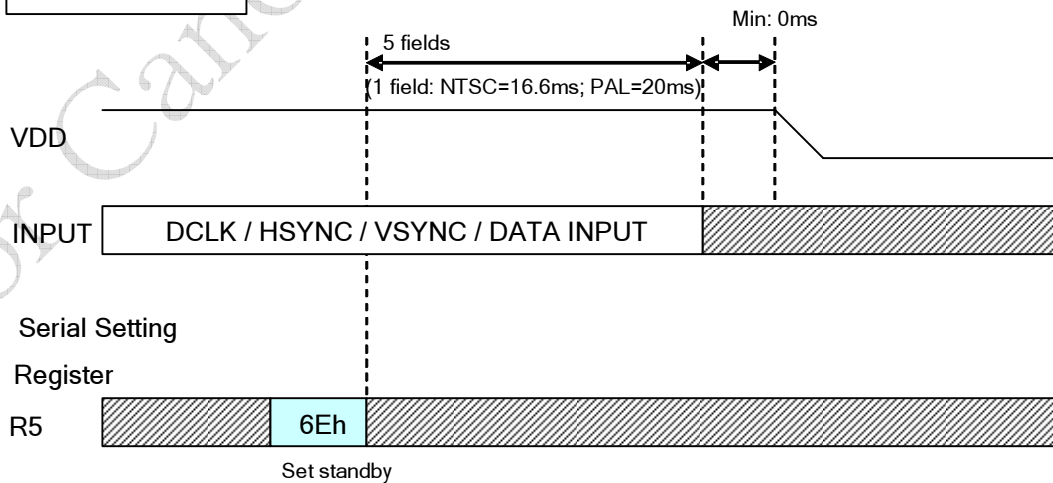 Min: 0ms
5 fields
(1 field: NTSC=16.6ms; PAL=20ms)
VDD
INPUT
DCLK / HSYNC / VSYNC / DATA INPUT
Serial Setting
Register
R5
6Eh
Set standby